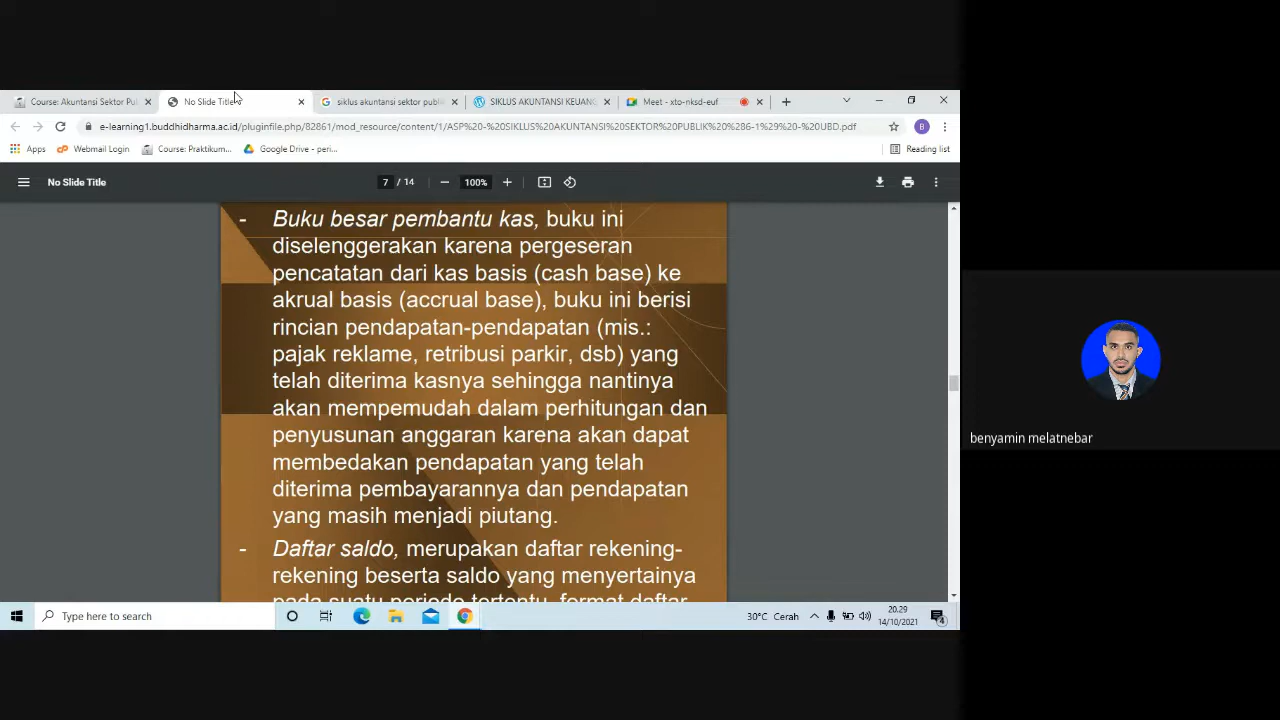 Course: Akuntansi Sektor Pu
No Slide Title
siklus akuntansi sektor publi
SIKLUS AKUNTANSI KEUANG
Meet - xto-nksd-euf
e-learning1.buddhidharma.ac.id/pluginfile.php/82861/mod_resource/content/1/ASP%20-%20SIKLUS%20AKUNTANSI%20SEKTOR%20PUBLIK%20%286-1%29%20-%20UBD.pdf
B
Apps
Webmail Login
Course: Praktikum...
Google Drive - peri...
Reading list
No Slide Title
7 / 14
100%
- Buku besar pembantu kas, buku ini
diselenggerakan karena pergeseran
pencatatan dari kas basis (cash base) ke
akrual basis (accrual base), buku ini berisi
rincian pendapatan-pendapatan (mis.:
pajak reklame, retribusi parkir, dsb) yang
telah diterima kasnya sehingga nantinya
akan mempemudah dalam perhitungan dan
penyusunan anggaran karena akan dapat
membedakan pendapatan yang telah
diterima pembayarannya dan pendapatan
yang masih menjadi piutang.
- Daftar saldo, merupakan daftar rekening-
rekening beserta saldo yang menyertainya
pada suatu periode tertentu, format daftar
benyamin melatnebar
Type here to search
30°C Cerah
20.29
14/10/2021
4